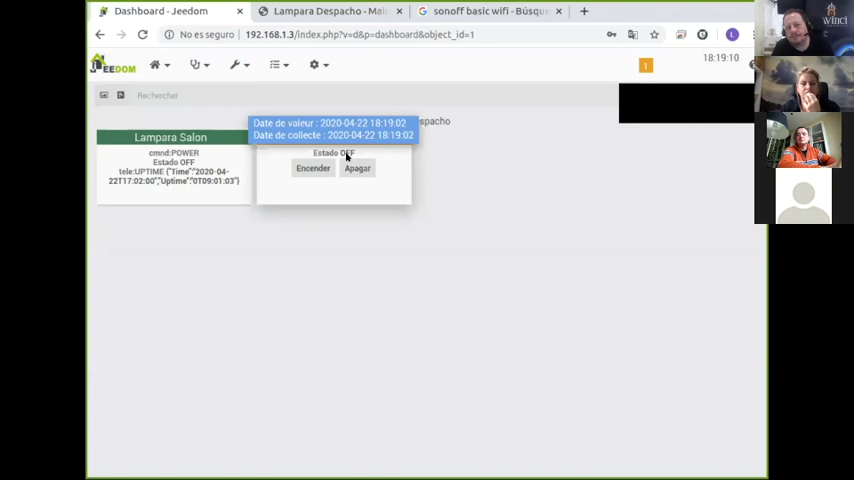 Dashboard - Jeedom
Lampara Despacho - Mai
sonoff basic wifi - Búsque
No es seguro
192.168.1.3/index.php?v=d&p=dashboard&object_id=1
L
winci
JEEDOM
1
18:19:10
Rechercher
Date de valeur : 2020-04-22 18:19:02
Date de collecte : 2020-04-22 18:19:02
espacho
Lampara Salon
cmnd:POWER
Estado OFF
tele:UPTIME {"Time":"2020-04-
22T17:02:00","Uptime":"0T09:01:03"}
Estado OFF
Encender
Apagar